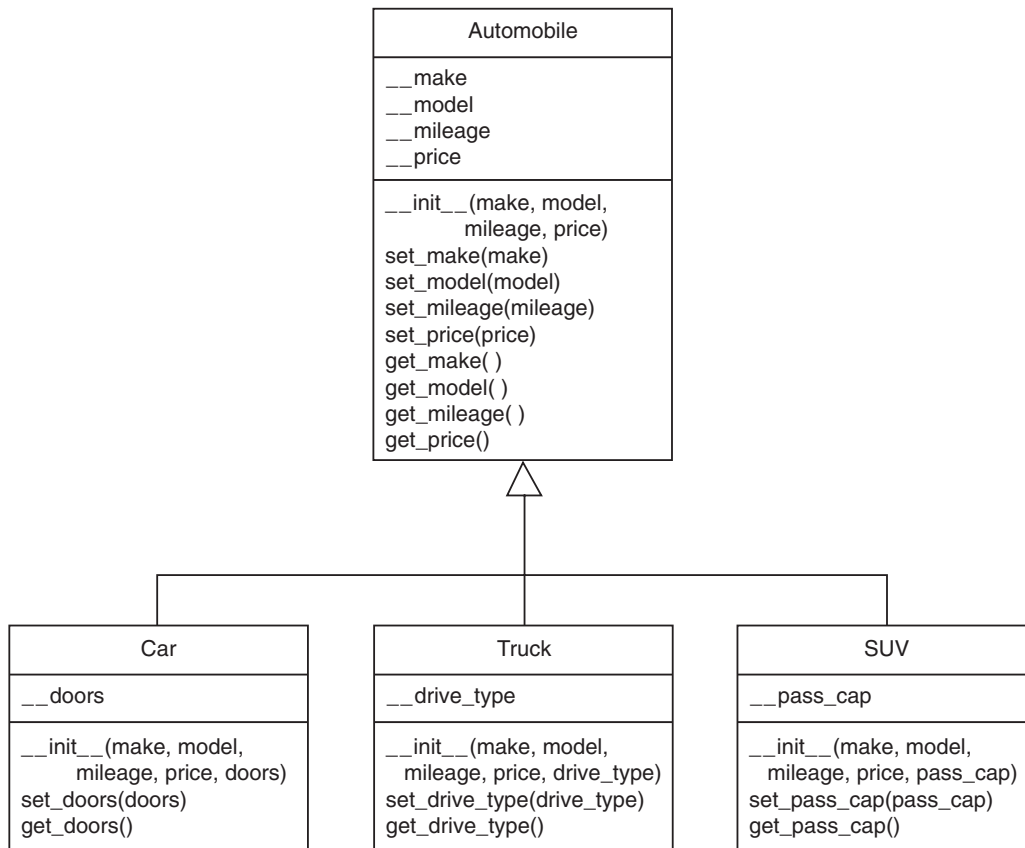 Automobile
__make
__model
__mileage
__price
__init__(make, model,
mileage, price)
set_make(make)
set_model(model)
set_mileage(mileage)
set_price(price)
get_make( )
get_model( )
get_mileage( )
get_price()
Car
__doors
__init__(make, model,
mileage, price, doors)
set_doors(doors)
get_doors()
Truck
__drive_type
__init__(make, model,
mileage, price, drive_type)
set_drive_type(drive_type)
get_drive_type()
SUV
__pass_cap
__init__(make, model,
mileage, price, pass_cap)
set_pass_cap(pass_cap)
get_pass_cap()